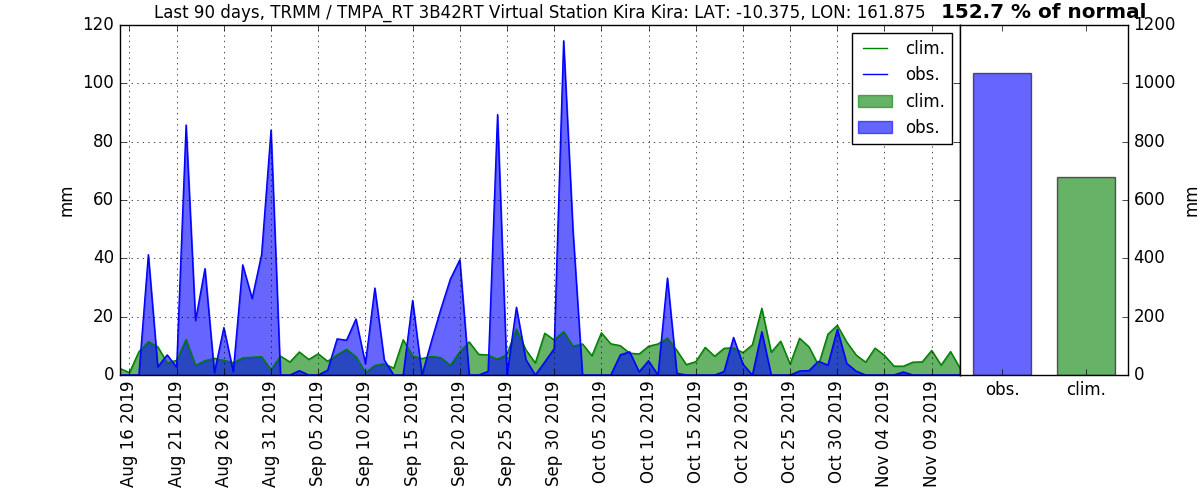 Last 90 days, TRMM / TMPA_RT 3B42RT Virtual Station Kira Kira: LAT: -10.375, LON: 161.875 152.7 % of normal
120
100
80
60
40
20
0
mm
clim.
obs.
clim.
obs.
1200
1000
800
600
400
200
0
mm
Aug 16 2019
Aug 21 2019
Aug 26 2019
Aug 31 2019
Sep 05 2019
Sep 10 2019
Sep 15 2019
Sep 20 2019
Sep 25 2019
Sep 30 2019
Oct 05 2019
Oct 10 2019
Oct 15 2019
Oct 20 2019
Oct 25 2019
Oct 30 2019
Nov 04 2019
Nov 09 2019
obs.
clim.